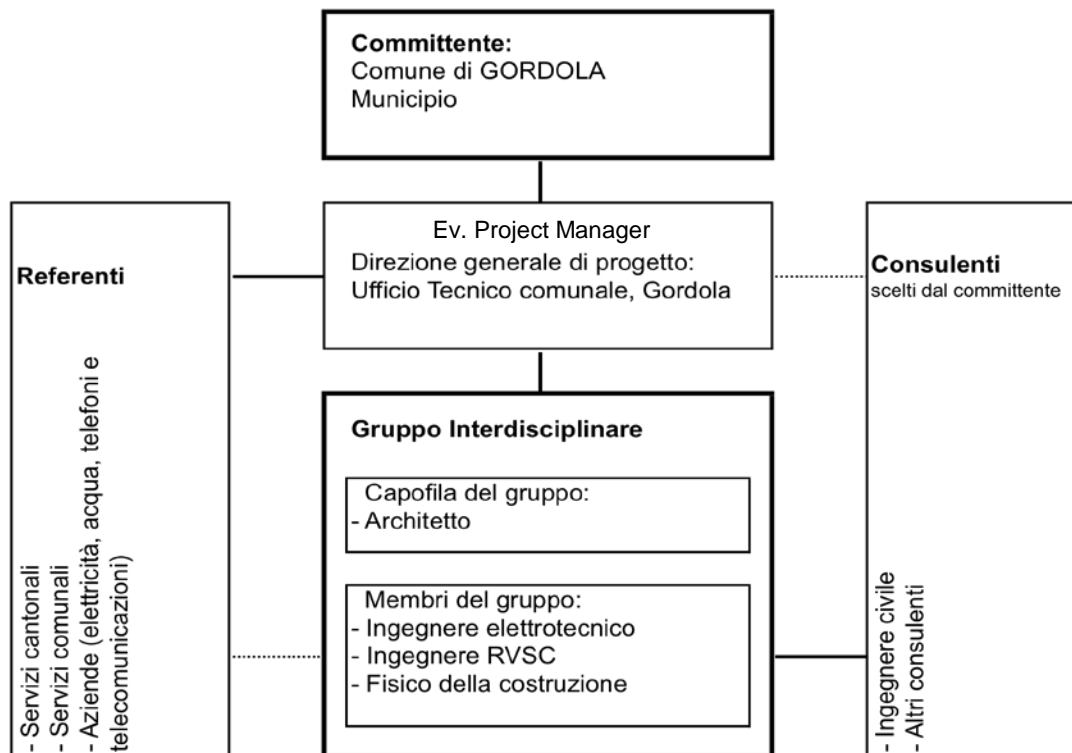 Committente:
Comune di GORDOLA
Municipio
Ev. Project Manager
Direzione generale di progetto:
Ufficio Tecnico comunale, Gordola
Referenti
- Servizi cantonali
- Servizi comunali
- Aziende (elettricità, acqua, telefoni e
telecomunicazioni)
Consulenti
scelti dal committente
- Ingegnere civile
- Altri consulenti
Gruppo Interdisciplinare
Capofila del gruppo:
- Architetto
Membri del gruppo:
- Ingegnere elettrotecnico
- Ingegnere RVSC
- Fisico della costruzione